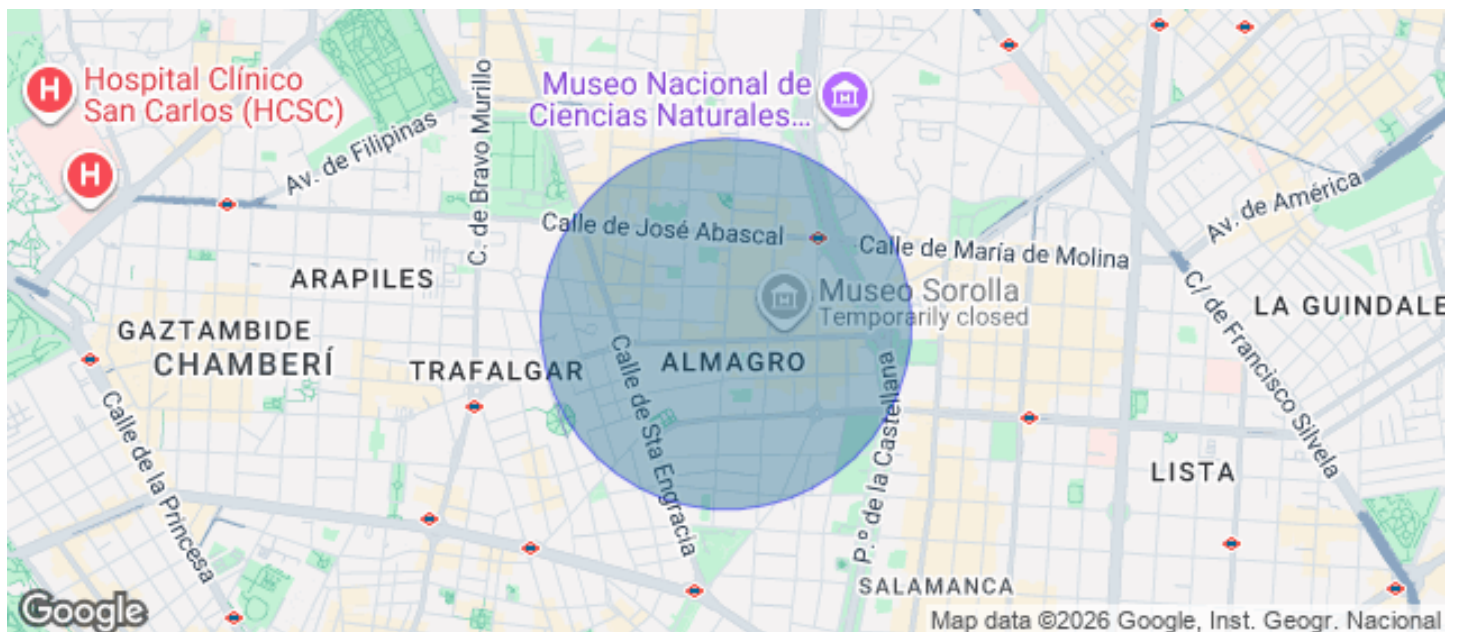 Hospital Clínico
San Carlos (HCSC)
H
H
Av. de Filipinas
C. de Bravo Murillo
Museo Nacional de
Ciencias Naturales...
Calle de José Abascal
Calle de María de Molina
Av. de América
ARAPILES
Museo Sorolla
Temporarily closed
C/ de Francisco Silvela
LA GUINDALE
GAZTAMBIDE
CHAMBERÍ
TRAFALGAR
ALMAGRO
Calle de Sta Engracia
P.º de la Castellana
Calle de la Princesa
LISTA
SALAMANCA
Google
Map data ©2026 Google, Inst. Geogr. Nacional